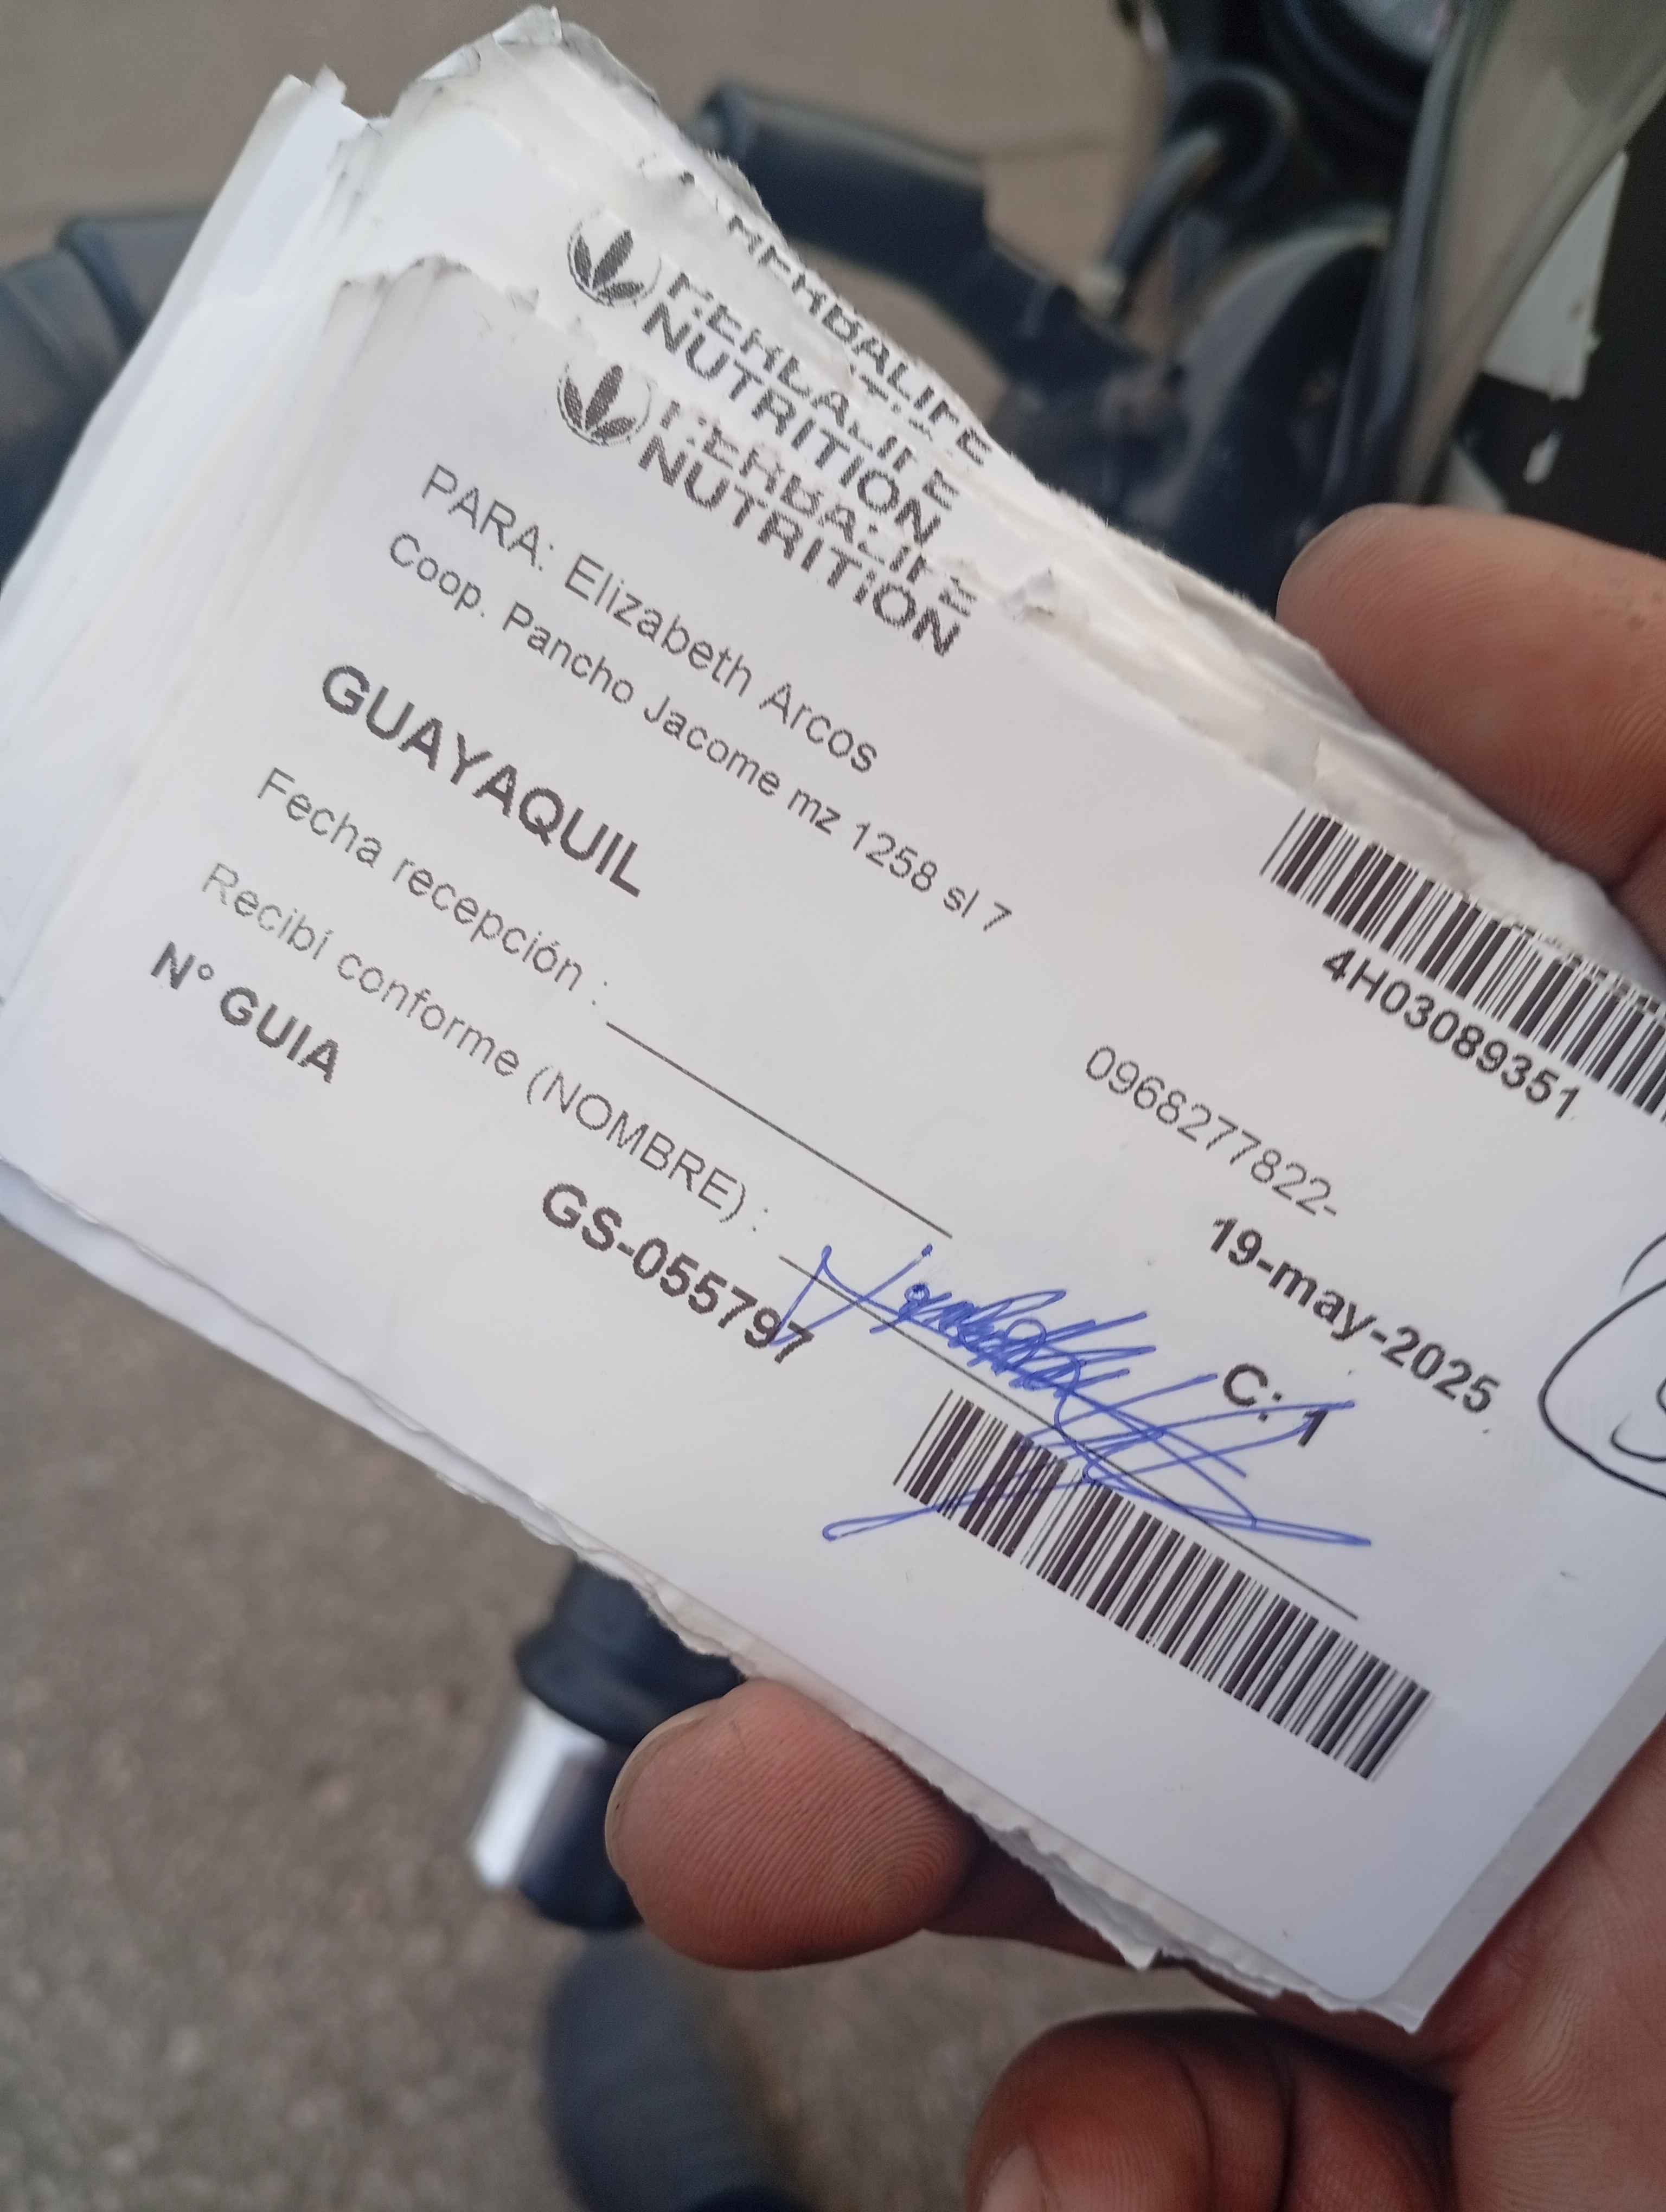 HERBALIFE
HERBALIFE
NUTRITION
HERBALIFE
NUTRITION
PARA: Elizabeth Arcos
Coop. Pancho Jacome mz 1258 sl 7
4H03089351
GUAYAQUIL
0968277822-
Fecha recepción :
19-may-2025
Recibí conforme (NOMBRE) :
C: 1
N° GUIA
GS-055797